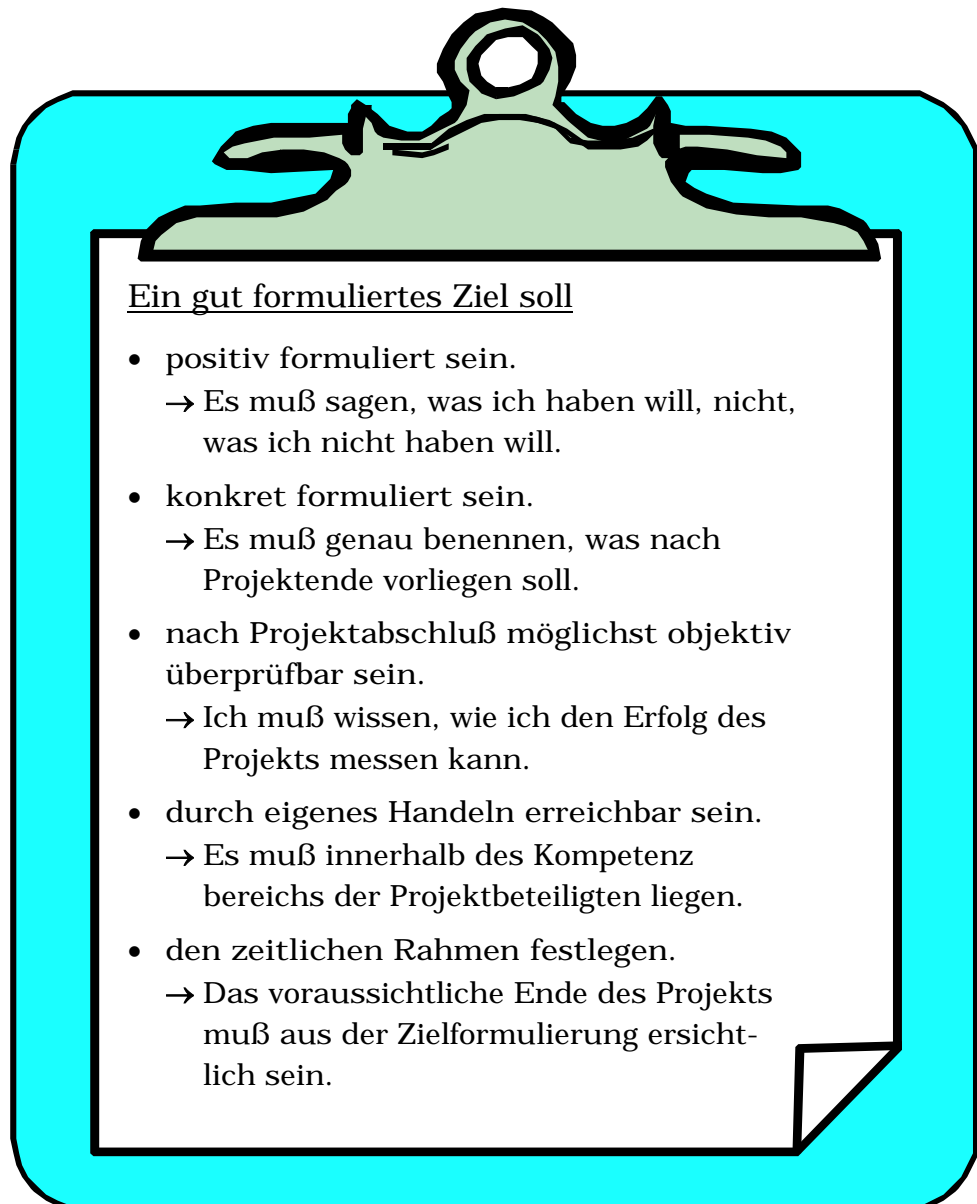 Ein gut formuliertes Ziel soll
• positiv formuliert sein.
→ Es muß sagen, was ich haben will, nicht,
was ich nicht haben will.
• konkret formuliert sein.
→ Es muß genau benennen, was nach
Projektende vorliegen soll.
• nach Projektabschluß möglichst objektiv
überprüfbar sein.
→ Ich muß wissen, wie ich den Erfolg des
Projekts messen kann.
• durch eigenes Handeln erreichbar sein.
→ Es muß innerhalb des Kompetenz
bereichs der Projektbeteiligten liegen.
• den zeitlichen Rahmen festlegen.
→ Das voraussichtliche Ende des Projekts
muß aus der Zielformulierung ersicht-
lich sein.